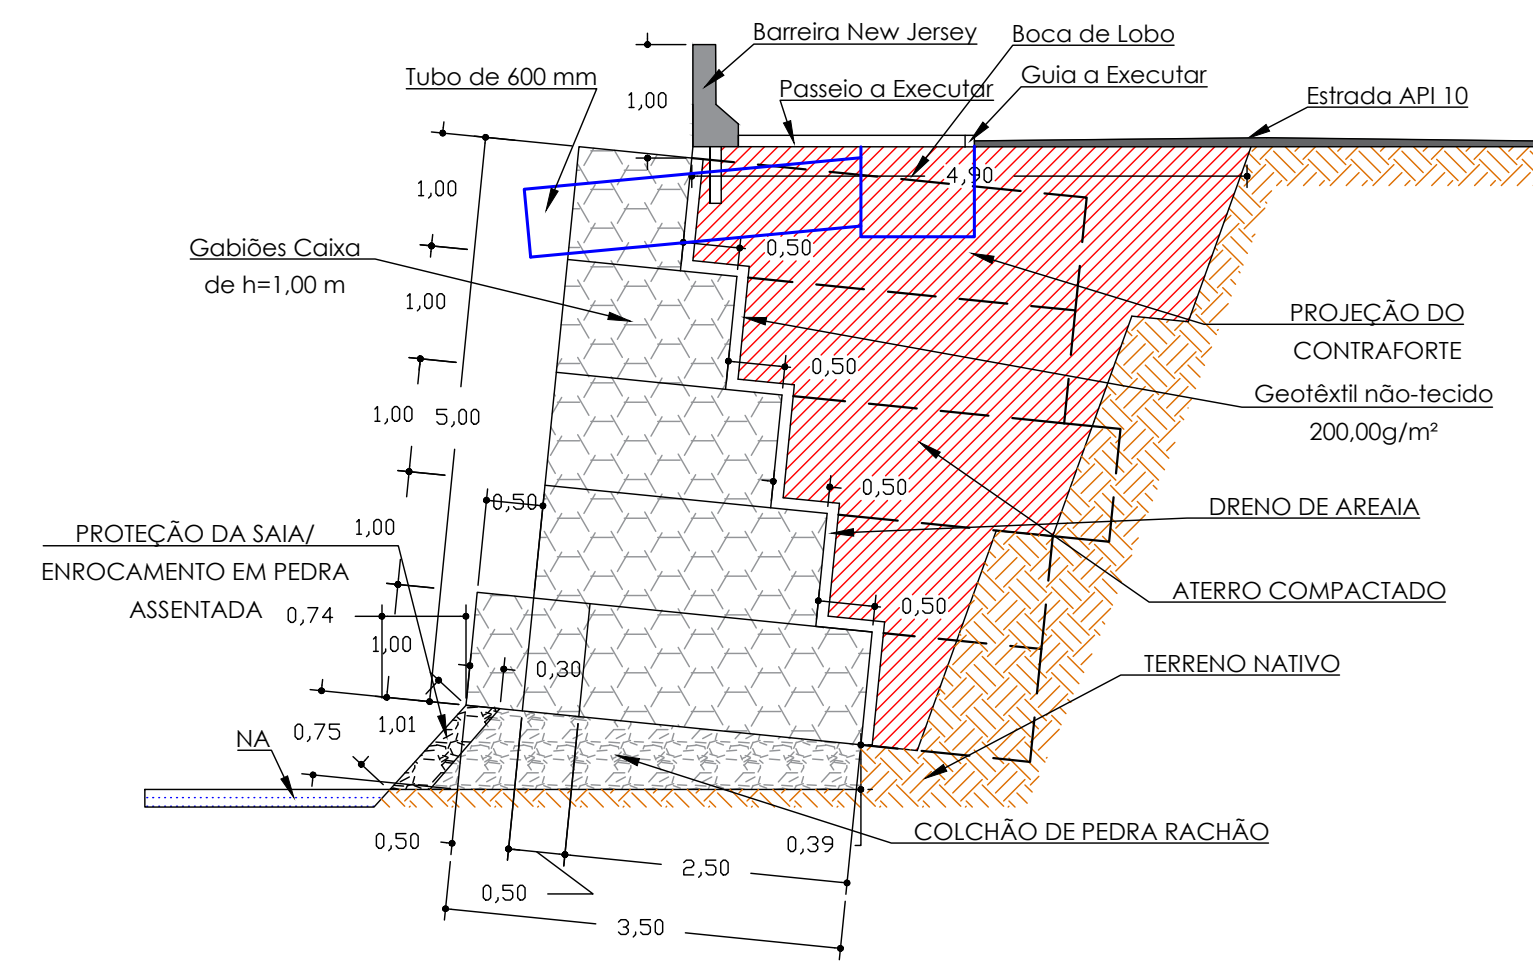 Barreira New Jersey
Boca de Lobo
Tubo de 600 mm
Passeio a Executar
Guia a Executar
Estrada API 10
1,00
1,00
4,90
Gabiões Caixa
de h=1,00 m
0,50
1,00
PROJEÇÃO DO
CONTRAFORTE
0,50
Geotêxtil não-tecido
200,00g/m²
1,00
5,00
0,50
0,50
DRENO DE AREAIA
PROTEÇÃO DA SAIA/
ENROCAMENTO EM PEDRA
ASSENTADA
1,00
ATERRO COMPACTADO
0,74
0,50
1,00
0,30
TERRENO NATIVO
1,01
0,75
NA
COLCHÃO DE PEDRA RACHÃO
0,50
0,39
2,50
0,50
3,50